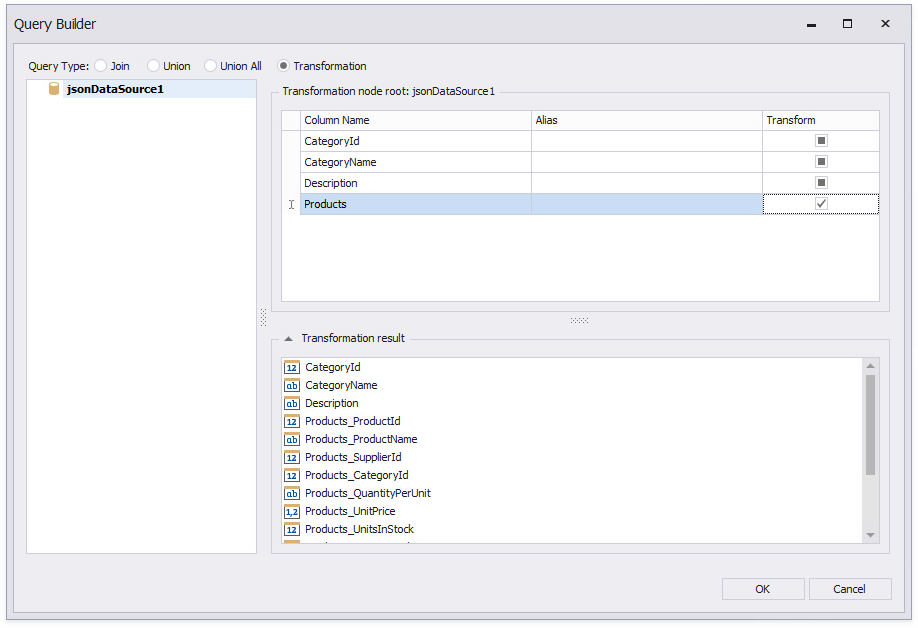 Query Builder
Query Type: Join Union Union All Transformation
jsonDataSource1
Transformation node root: jsonDataSource1
Column Name Alias Transform
CategoryId
CategoryName
Description
Products
Transformation result
12 CategoryId
ab CategoryName
ab Description
12 Products_ProductId
ab Products_ProductName
12 Products_SupplierId
12 Products_CategoryId
ab Products_QuantityPerUnit
1,2 Products_UnitPrice
12 Products_UnitsInStock
OK Cancel